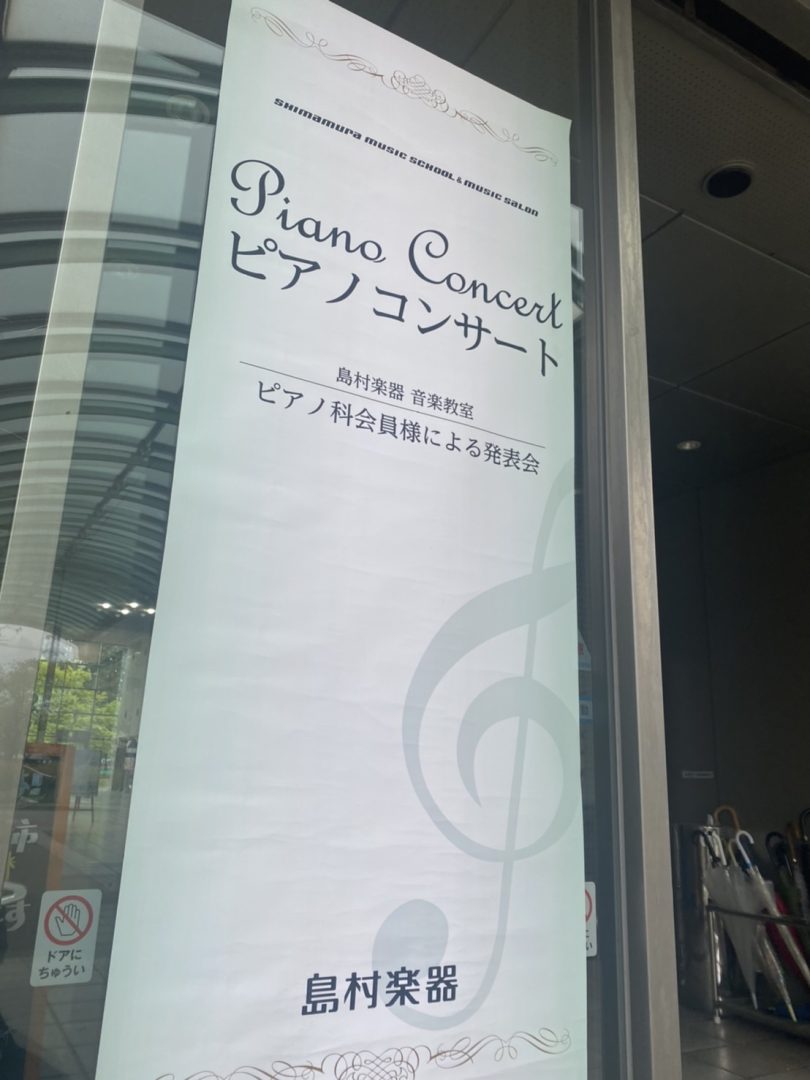 SHIMAMURA MUSIC SCHOOL & MUSIC SALON
Piano Concert
ピアノコンサート
島村楽器 音楽教室
ピアノ科会員様による発表会
島村楽器
市
す
ドアに
ちゅうい